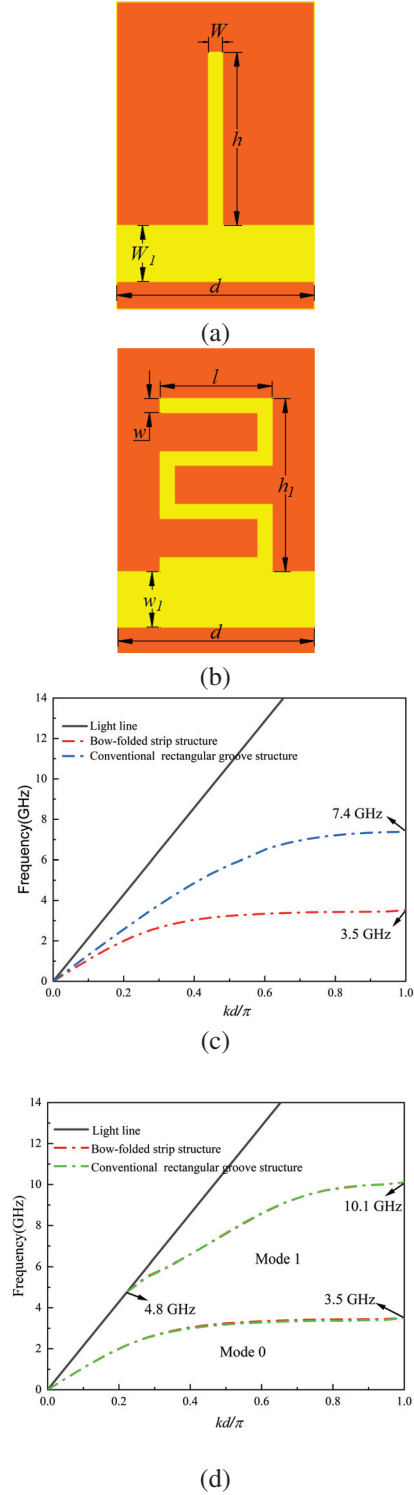 W
h
W1
d
(a)
l
w
h1
w1
d
(b)
14
Light line
12
Bow-folded strip structure
Conventional rectangular groove structure
10
7.4 GHz
8
6
4
2
3.5 GHz
0
0.0 0.2 0.4 0.6 0.8 1.0
Frequency(GHz)
kd/π
(c)
14
Light line
12
Bow-folded strip structure
Conventional rectangular groove structure
10
10.1 GHz
8
Mode 1
6
4.8 GHz
3.5 GHz
4
Mode 0
2
0
0.0 0.2 0.4 0.6 0.8 1.0
Frequency(GHz)
kd/π
(d)